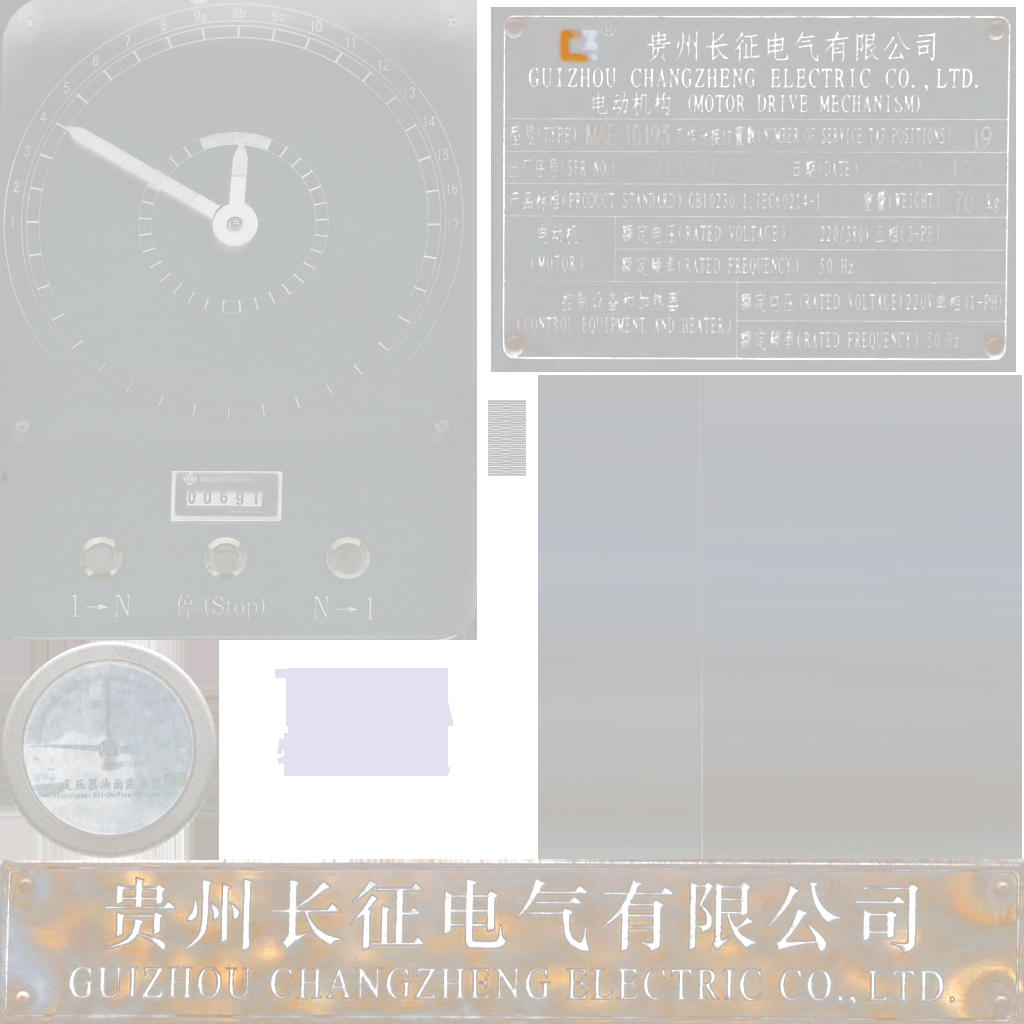 1 2 3 4 5 6 7 8 9a 9b 9c 10 11 12 13 14 15 16 17
00691
1→N 停(Stop) N→1
®
贵州长征电气有限公司
GUIZHOU CHANGZHENG ELECTRIC CO.,LTD.
电动机构 (MOTOR DRIVE MECHANISM)
型号(TYPE) MAE 10193 工作分接位置数(NUMBER OF SERVICE TAP POSITIONS) 19
出厂序号(SER NO.) 日期(DATE)
产品标准(PRODUCT STANDARD) GB10230.1,IEC60214-1 重量(WEIGHT) 70 kg
电动机
(MOTOR)
额定电压(RATED VOLTAGE) 220/380V 三相(3-PH)
额定频率(RATED FREQUENCY) 50 Hz
控制设备和加热器
(CONTROL EQUIPMENT AND HEATER)
额定电压(RATED VOLTAGE)220V单相(1-PH)
额定频率(RATED FREQUENCY) 50 Hz
变压器油面温
贵州长征电气有限公司
GUIZHOU CHANGZHENG ELECTRIC CO.,LTD.